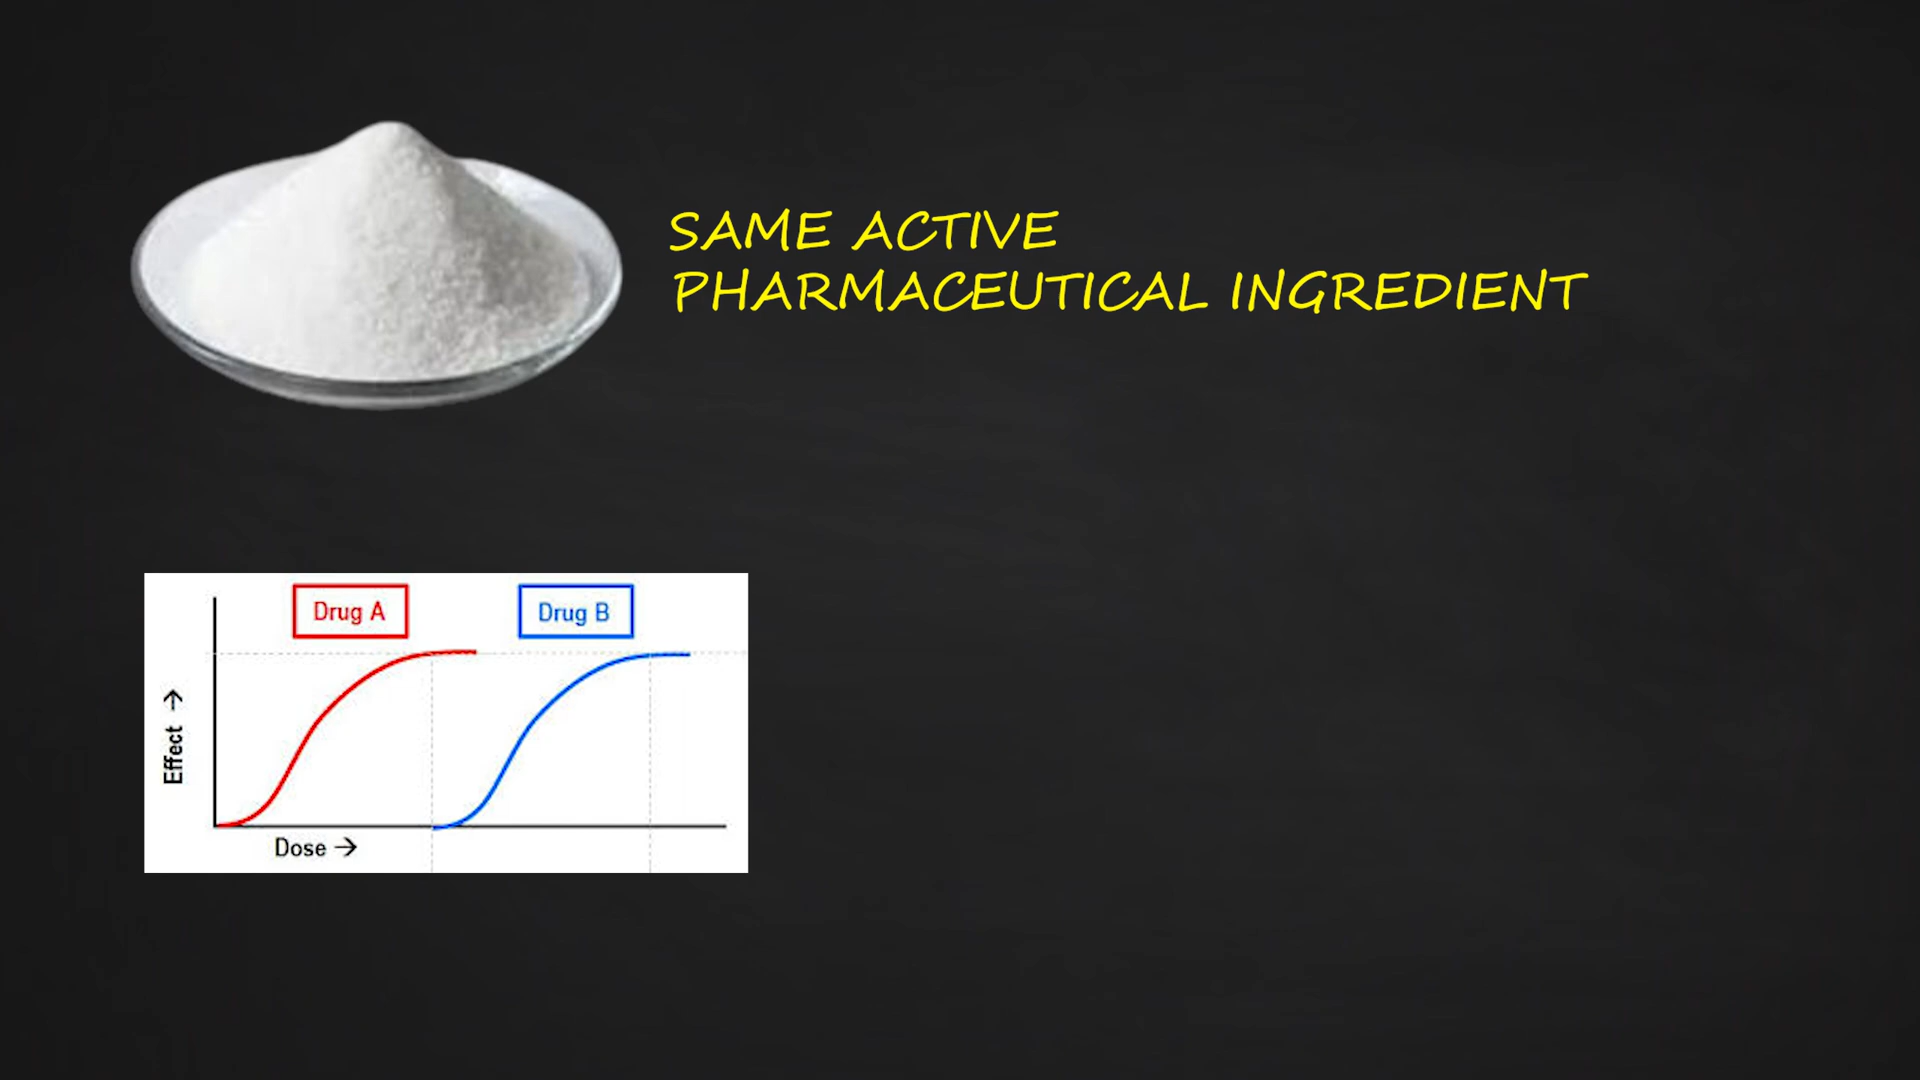 SAME ACTIVE
PHARMACEUTICAL INGREDIENT
Drug A
Drug B
Effect →
Dose →